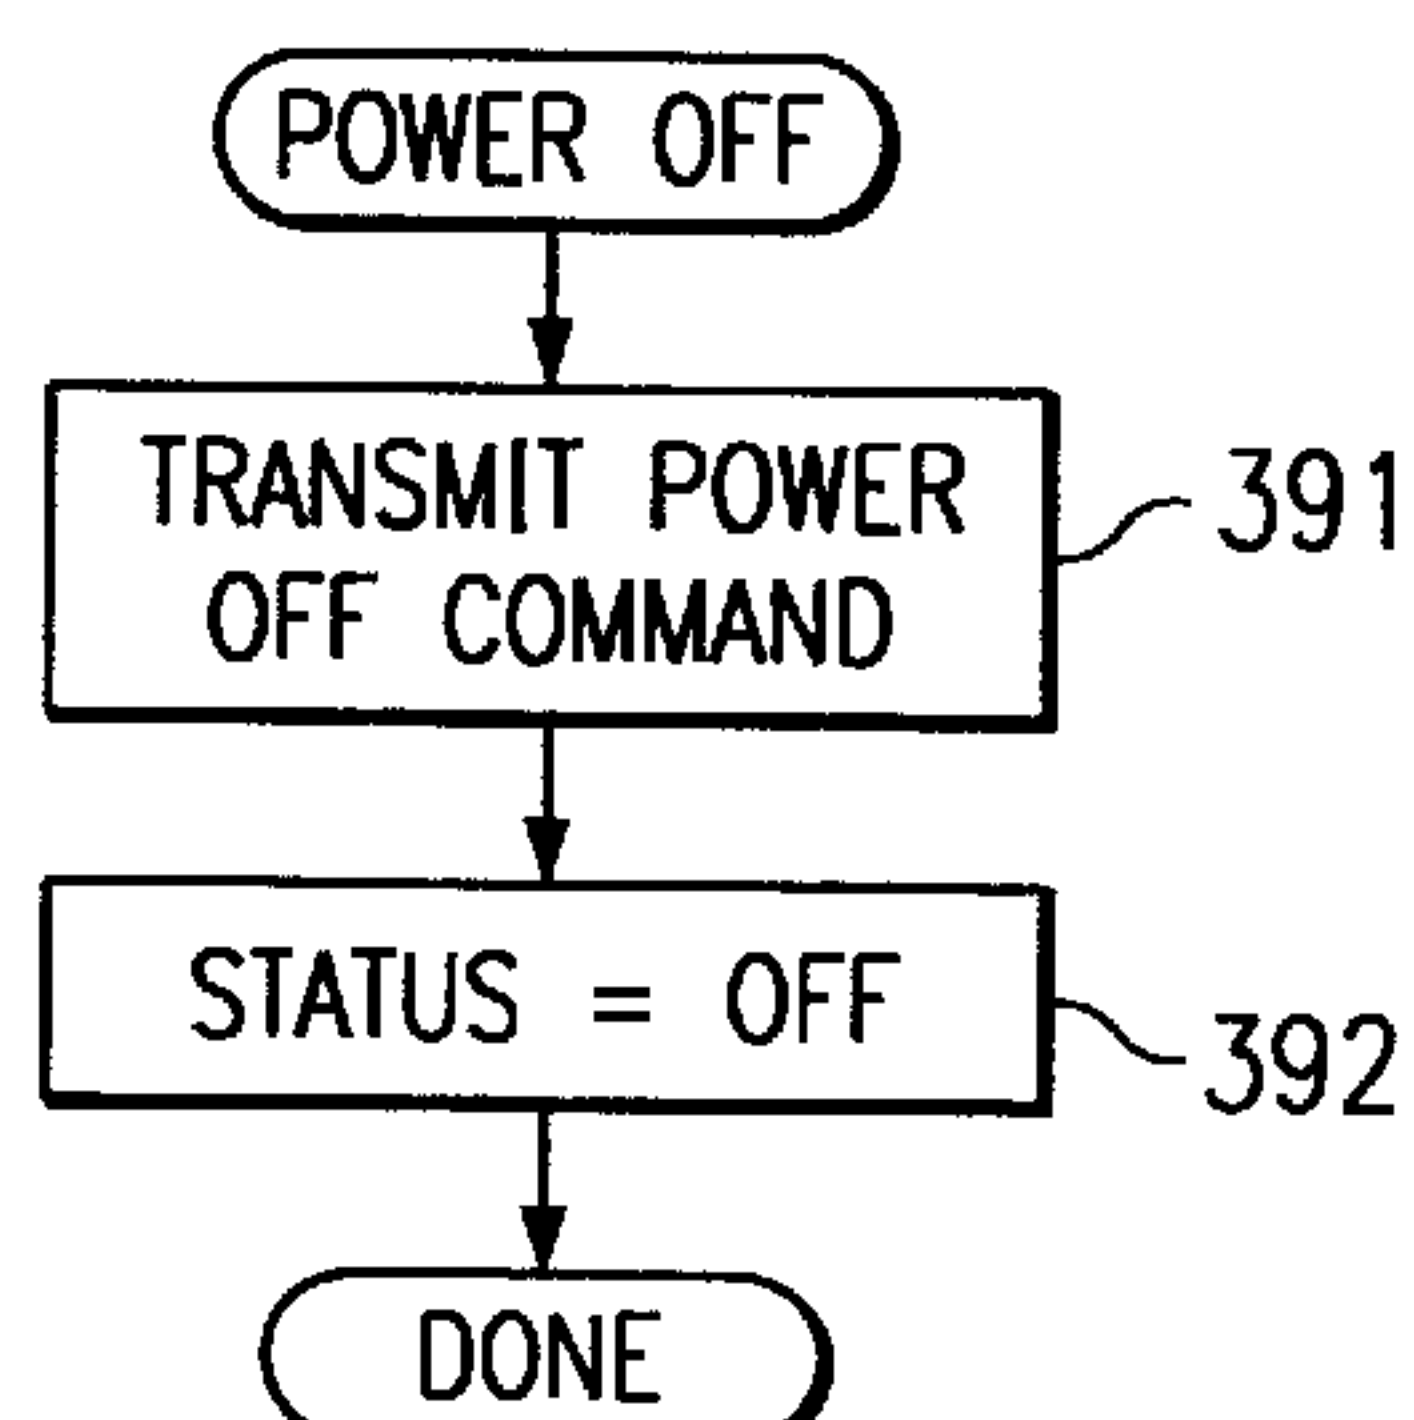 POWER OFF
TRANSMIT POWER
OFF COMMAND
391
STATUS = OFF
392
DONE